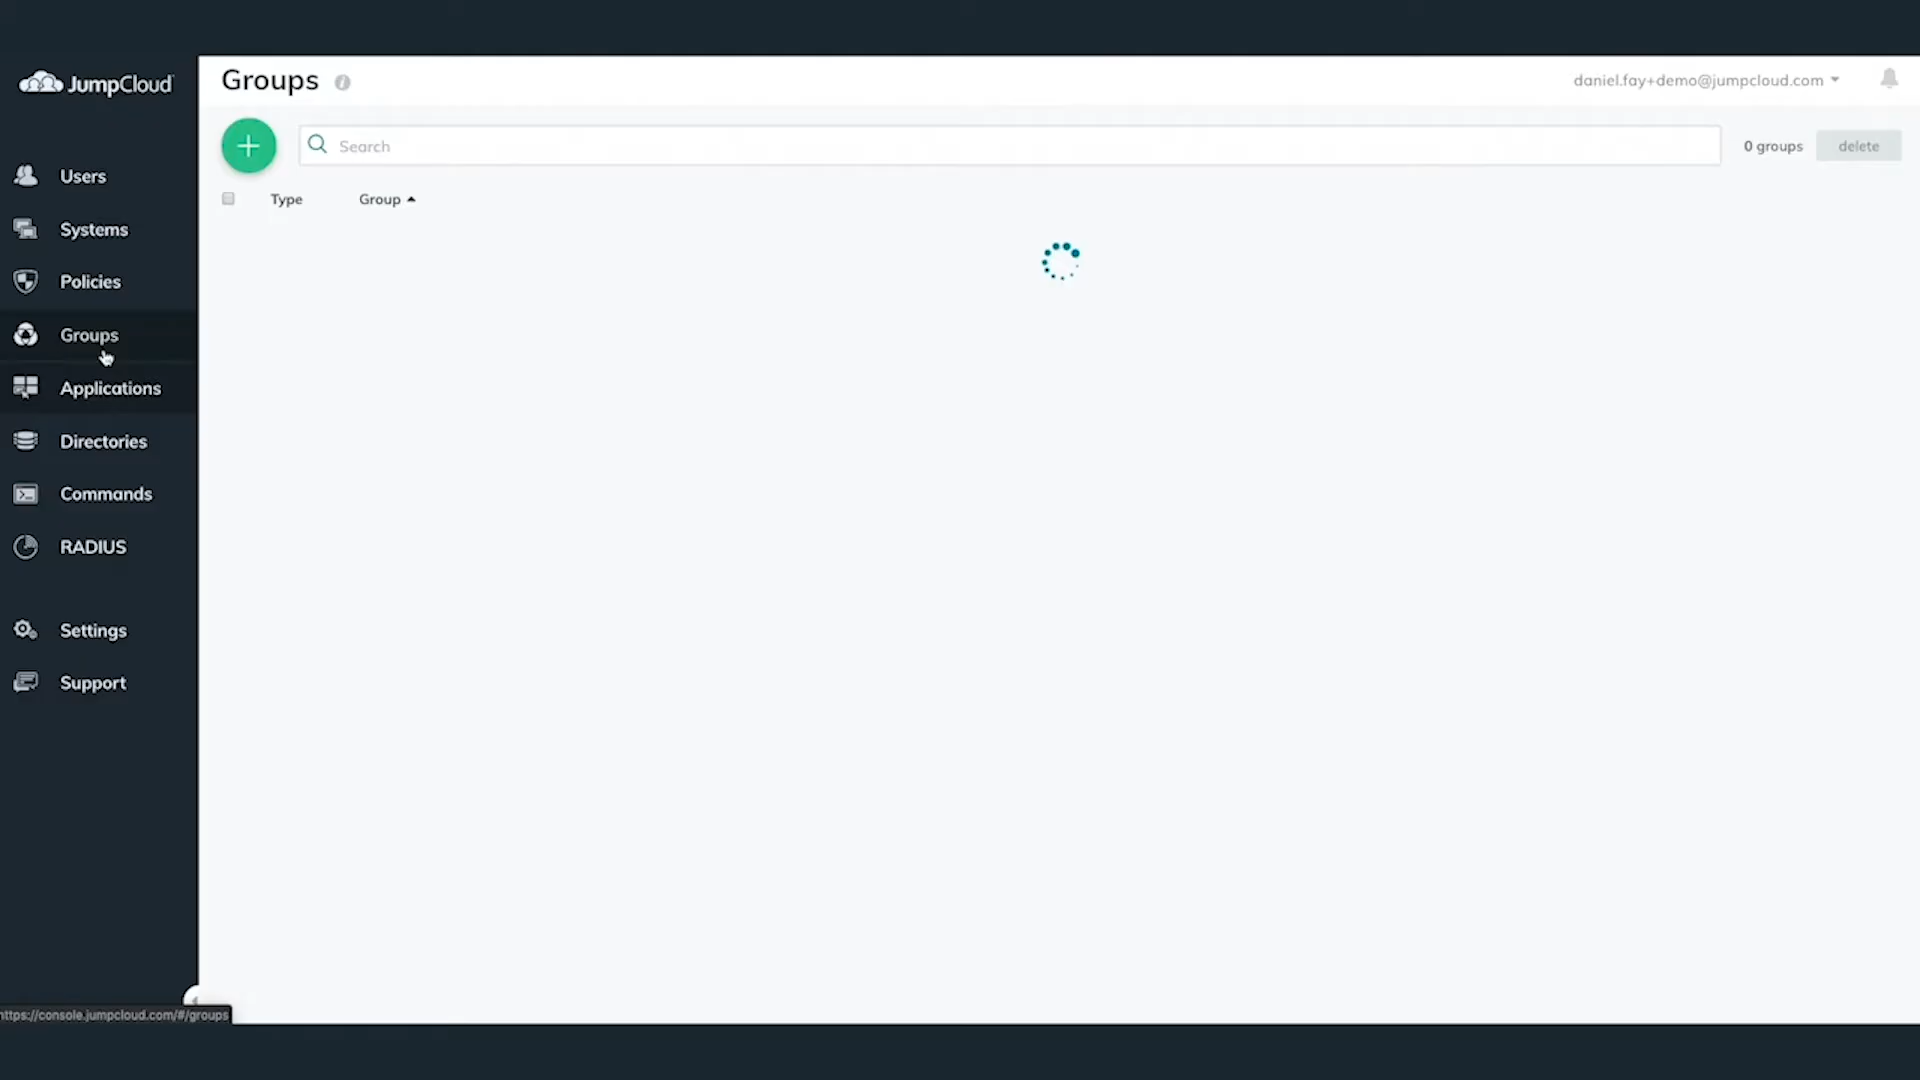 JumpCloud
Groups
daniel.fay+demo@jumpcloud.com
Search
0 groups
delete
Type
Group
Users
Systems
Policies
Groups
Applications
Directories
Commands
RADIUS
Settings
Support
https://console.jumpcloud.com/#/groups